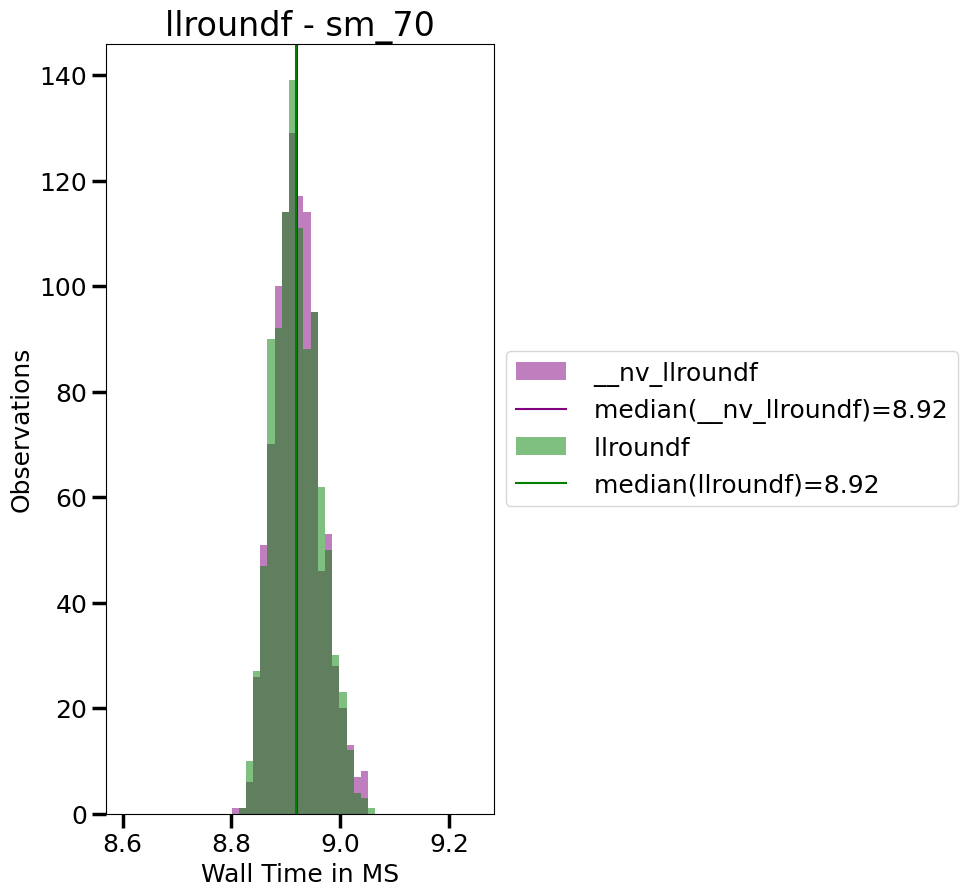 llroundf - sm_70
140
120
100
80
60
40
20
0
Observations
8.6 8.8 9.0 9.2
Wall Time in MS
__nv_llroundf
median(__nv_llroundf)=8.92
llroundf
median(llroundf)=8.92